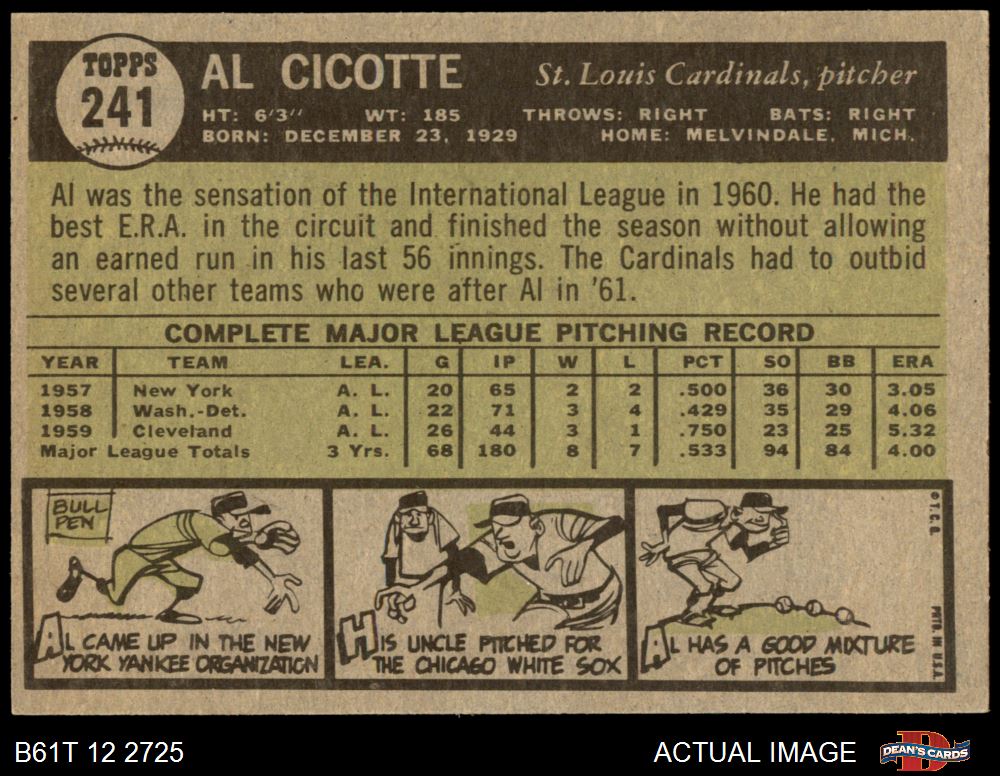 TOPPS
241
AL CICOTTE
St. Louis Cardinals, pitcher
HT: 6'3" WT: 185 THROWS: RIGHT BATS: RIGHT
BORN: DECEMBER 23, 1929 HOME: MELVINDALE, MICH.
Al was the sensation of the International League in 1960. He had the
best E.R.A. in the circuit and finished the season without allowing
an earned run in his last 56 innings. The Cardinals had to outbid
several other teams who were after Al in '61.
COMPLETE MAJOR LEAGUE PITCHING RECORD
YEAR TEAM LEA. G IP W L PCT SO BB ERA
1957 New York A. L. 20 65 2 2 .500 36 30 3.05
1958 Wash.-Det. A. L. 22 71 3 4 .429 35 29 4.06
1959 Cleveland A. L. 26 44 3 1 .750 23 25 5.32
Major League Totals 3 Yrs. 68 180 8 7 .533 94 84 4.00
BULL
PEN
AL CAME UP IN THE NEW
YORK YANKEE ORGANIZATION
HIS UNCLE PITCHED FOR
THE CHICAGO WHITE SOX
AL HAS A GOOD MIXTURE
OF PITCHES
© T. C. G.
PRTD. IN U.S.A.
B61T 12 2725
ACTUAL IMAGE
DEAN'S CARDS